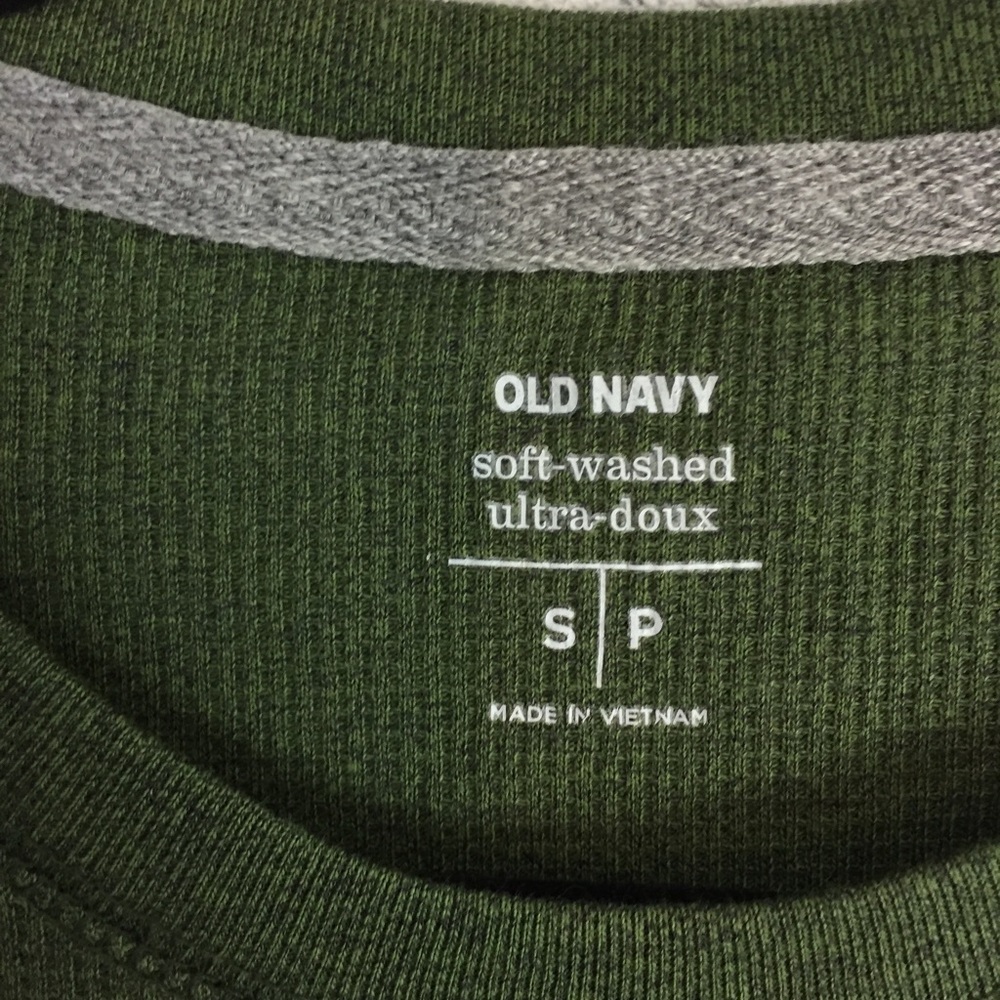 OLD NAVY
soft-washed
ultra-doux
S | P
MADE IN VIETNAM